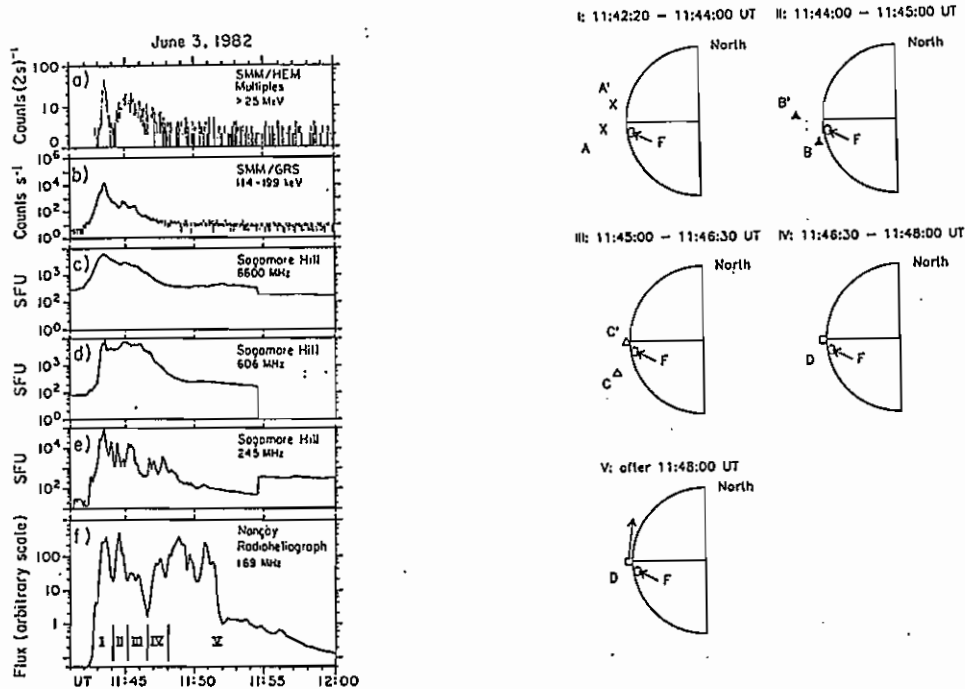 June 3, 1982
Counts (2s)⁻¹
100
10
0
a)
SMM/HEM
Multiples
>25 MeV
Counts s⁻¹
10⁶
10⁴
10²
10⁰
b)
SMM/GRS
114-199 keV
SFU
10³
10²
10⁰
c)
Sagamore Hill
6600 MHz
SFU
10⁴
10²
10⁰
d)
Sagamore Hill
606 MHz
SFU
10⁴
10²
e)
Sagamore Hill
245 MHz
Flux (arbitrary scale)
100
10
1
f)
Nançay
Radioheliograph
169 MHz
I II III IV V
UT 11:45 11:50 11:55 12:00
I: 11:42:20 – 11:44:00 UT
North
A'
X
X
A
F
II: 11:44:00 – 11:45:00 UT
North
B'
B
F
III: 11:45:00 – 11:46:30 UT
C'
C
F
IV: 11:46:30 – 11:48:00 UT
D
F
V: after 11:48:00 UT
North
D
F